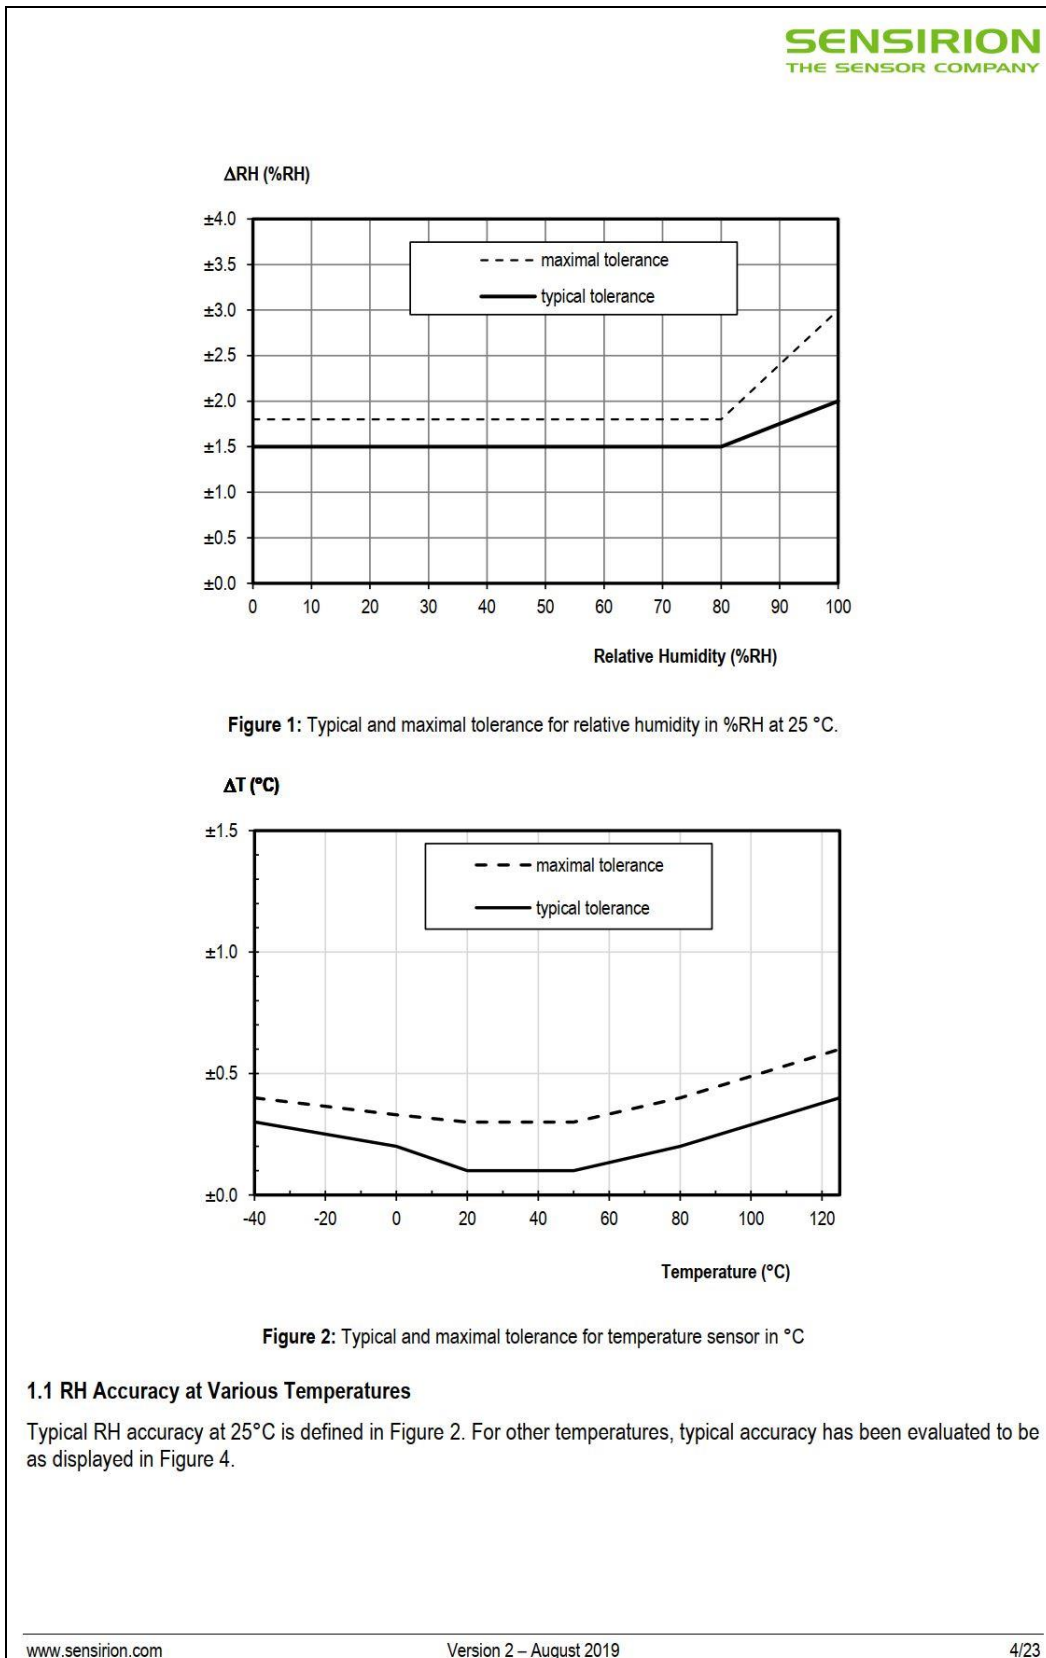 SENSIRION
THE SENSOR COMPANY
ΔRH (%RH)
±4.0
±3.5
±3.0
±2.5
±2.0
±1.5
±1.0
±0.5
±0.0
maximal tolerance
typical tolerance
0 10 20 30 40 50 60 70 80 90 100
Relative Humidity (%RH)
Figure 1: Typical and maximal tolerance for relative humidity in %RH at 25 °C.
ΔT (°C)
±1.5
±1.0
±0.5
±0.0
maximal tolerance
typical tolerance
-40 -20 0 20 40 60 80 100 120
Temperature (°C)
Figure 2: Typical and maximal tolerance for temperature sensor in °C
1.1 RH Accuracy at Various Temperatures
Typical RH accuracy at 25°C is defined in Figure 2. For other temperatures, typical accuracy has been evaluated to be
as displayed in Figure 4.
www.sensirion.com Version 2 – August 2019 4/23